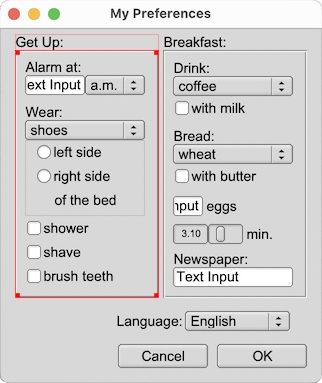 My Preferences
Get Up:
Alarm at:
ext Input a.m.
Wear:
shoes
left side
right side
of the bed
shower
shave
brush teeth
Breakfast:
Drink:
coffee
with milk
Bread:
wheat
with butter
nput eggs
3.10 min.
Newspaper:
Text Input
Language: English
Cancel OK